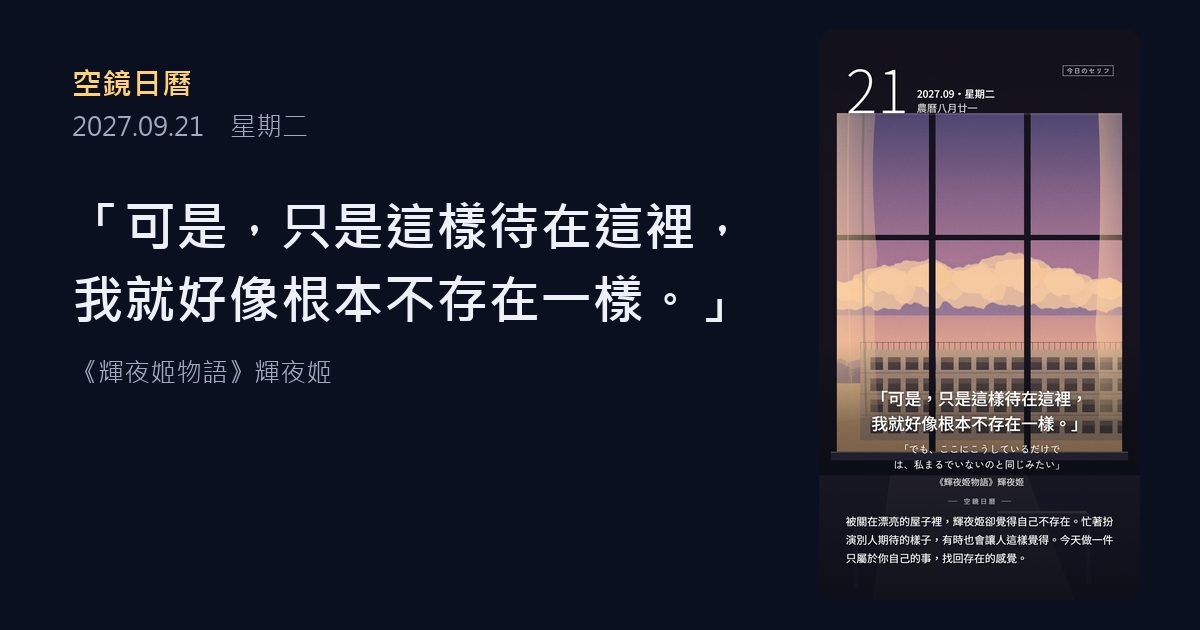 空鏡日曆
2027.09.21 星期二
「可是，只是這樣待在這裡，
我就好像根本不存在一樣。」
《輝夜姬物語》輝夜姬
21
2027.09・星期二
農曆八月廿一
今日のセリフ
「可是，只是這樣待在這裡，
我就好像根本不存在一樣。」
「でも、ここにこうしているだけで
は、私まるでいないのと同じみたい」
《輝夜姬物語》輝夜姬
— 空鏡日曆 —
被關在漂亮的屋子裡，輝夜姬卻覺得自己不存在。忙著扮
演別人期待的樣子，有時也會讓人這樣覺得。今天做一件
只屬於你自己的事，找回存在的感覺。